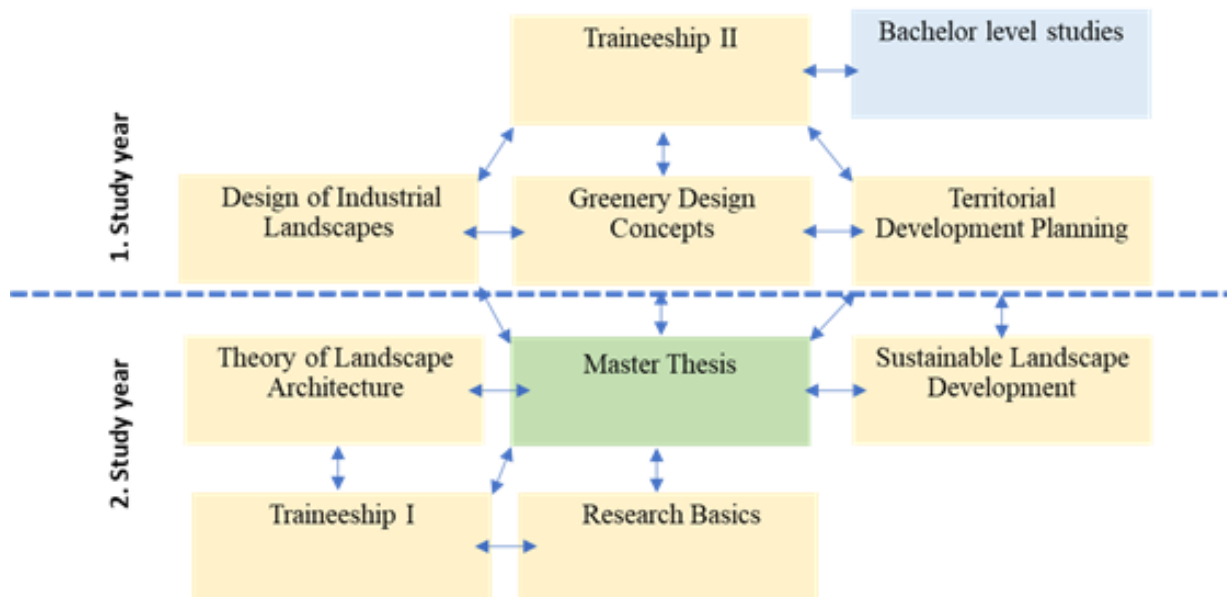 Traineeship II
Bachelor level studies
1. Study year
Design of Industrial
Landscapes
Greenery Design
Concepts
Territorial
Development Planning
2. Study year
Theory of Landscape
Architecture
Master Thesis
Sustainable Landscape
Development
Traineeship I
Research Basics